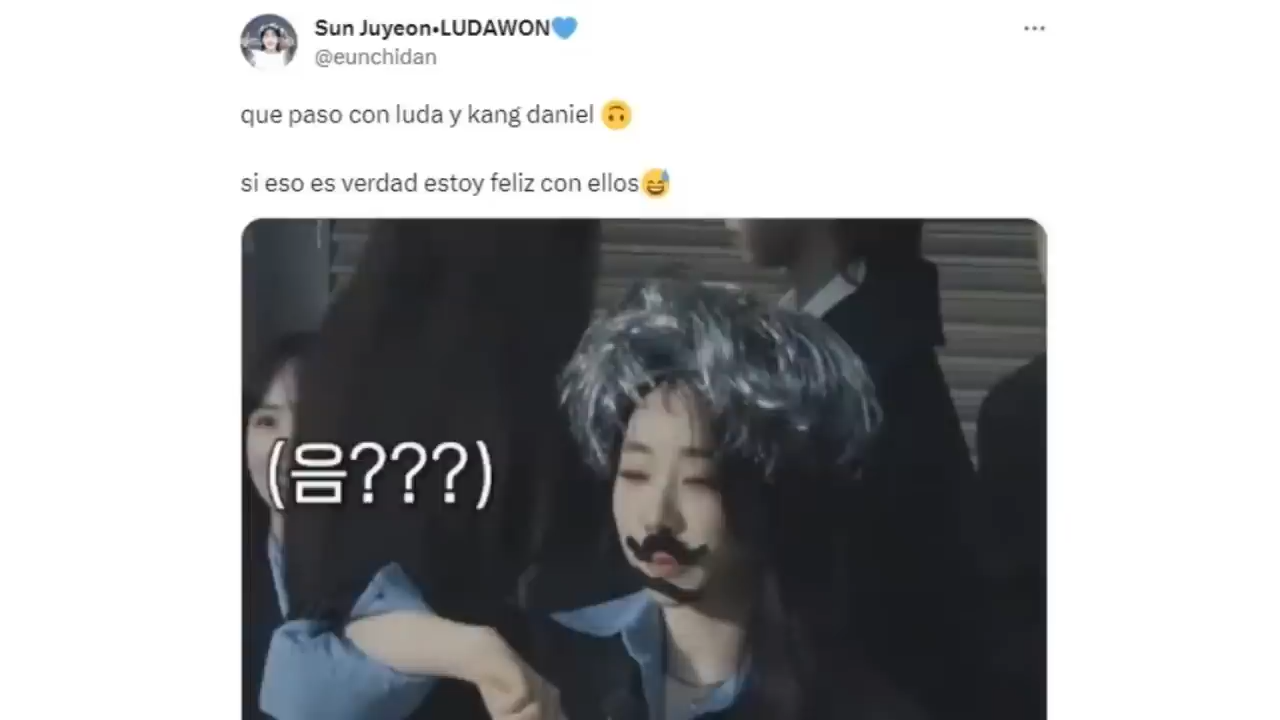 Sun Juyeon•LUDAWON💙
@eunchidan
que paso con luda y kang daniel 🙃
si eso es verdad estoy feliz con ellos😅
(음???)